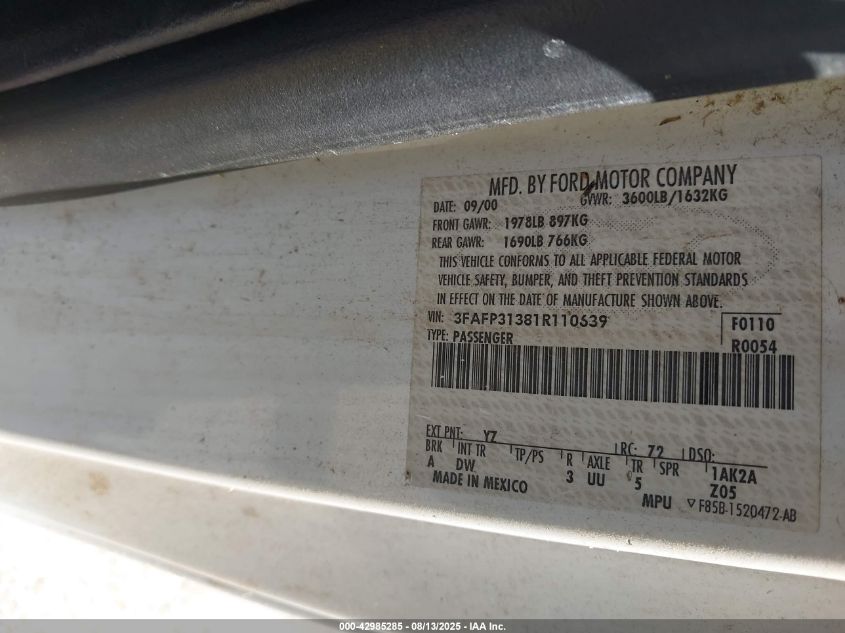 MFD. BY FORD MOTOR COMPANY
DATE: 09/00 GVWR: 3600LB/1632KG
FRONT GAWR: 1978LB 897KG
REAR GAWR: 1690LB 766KG
THIS VEHICLE CONFORMS TO ALL APPLICABLE FEDERAL MOTOR
VEHICLE SAFETY, BUMPER, AND THEFT PREVENTION STANDARDS
IN EFFECT ON THE DATE OF MANUFACTURE SHOWN ABOVE.
VIN: 3FAFP31381R110639 F0110
TYPE: PASSENGER R0054
EXT PNT: YZ RC: 72 DSO:
BRK INT TR TP/PS R AXLE TR SPR 1AK2A
A DW 3 UU 5 Z05
MADE IN MEXICO MPU ▽ F85B-1520472-AB
000-42985285 - 08/13/2025 - IAA Inc.